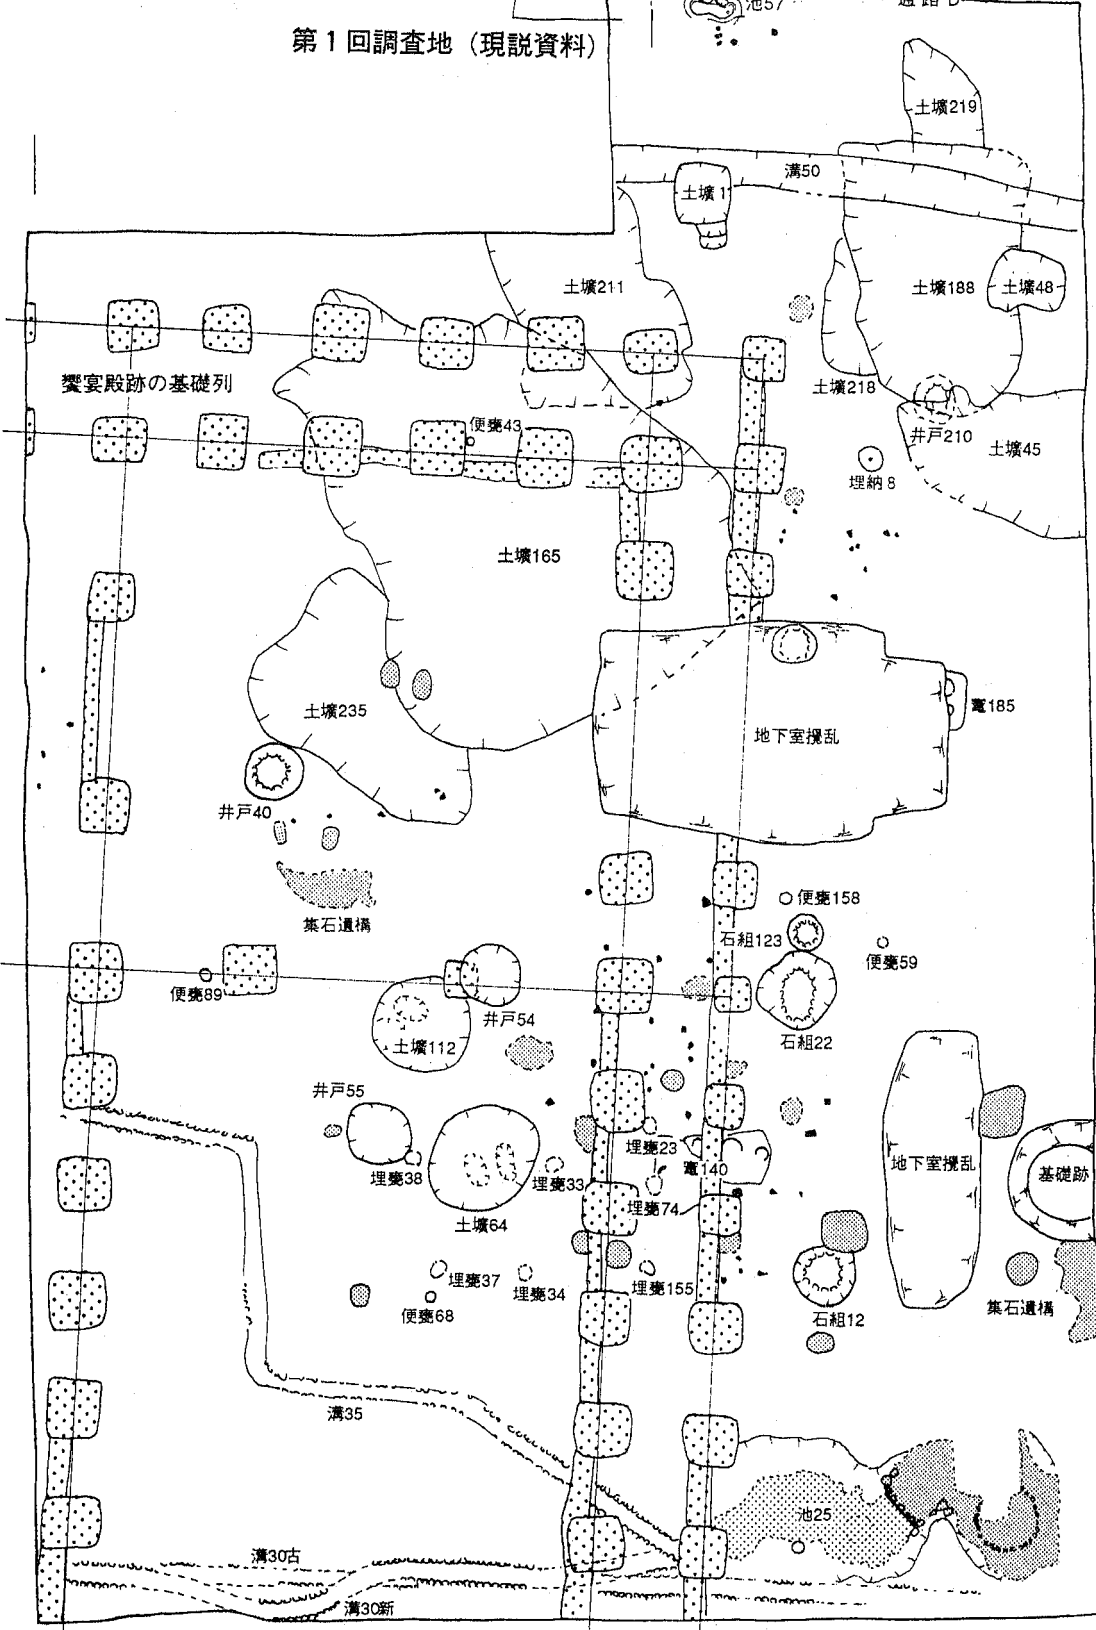 池57
第1回調査地（現説資料）
土壙219
溝50
土壙1
土壙211
土壙188
土壙48
饗宴殿跡の基礎列
土壙218
便甕43
井戸210
土壙45
埋納8
土壙165
土壙235
竃185
地下室攪乱
井戸40
便甕158
集石遺構
石組123
便甕59
便甕89
井戸54
石組22
土壙112
井戸55
埋甕23
地下室攪乱
竃140
基礎跡
埋甕38
埋甕33
埋甕74
土壙64
埋甕37
埋甕34
埋甕155
集石遺構
便甕68
石組12
溝35
池25
溝30古
溝30新